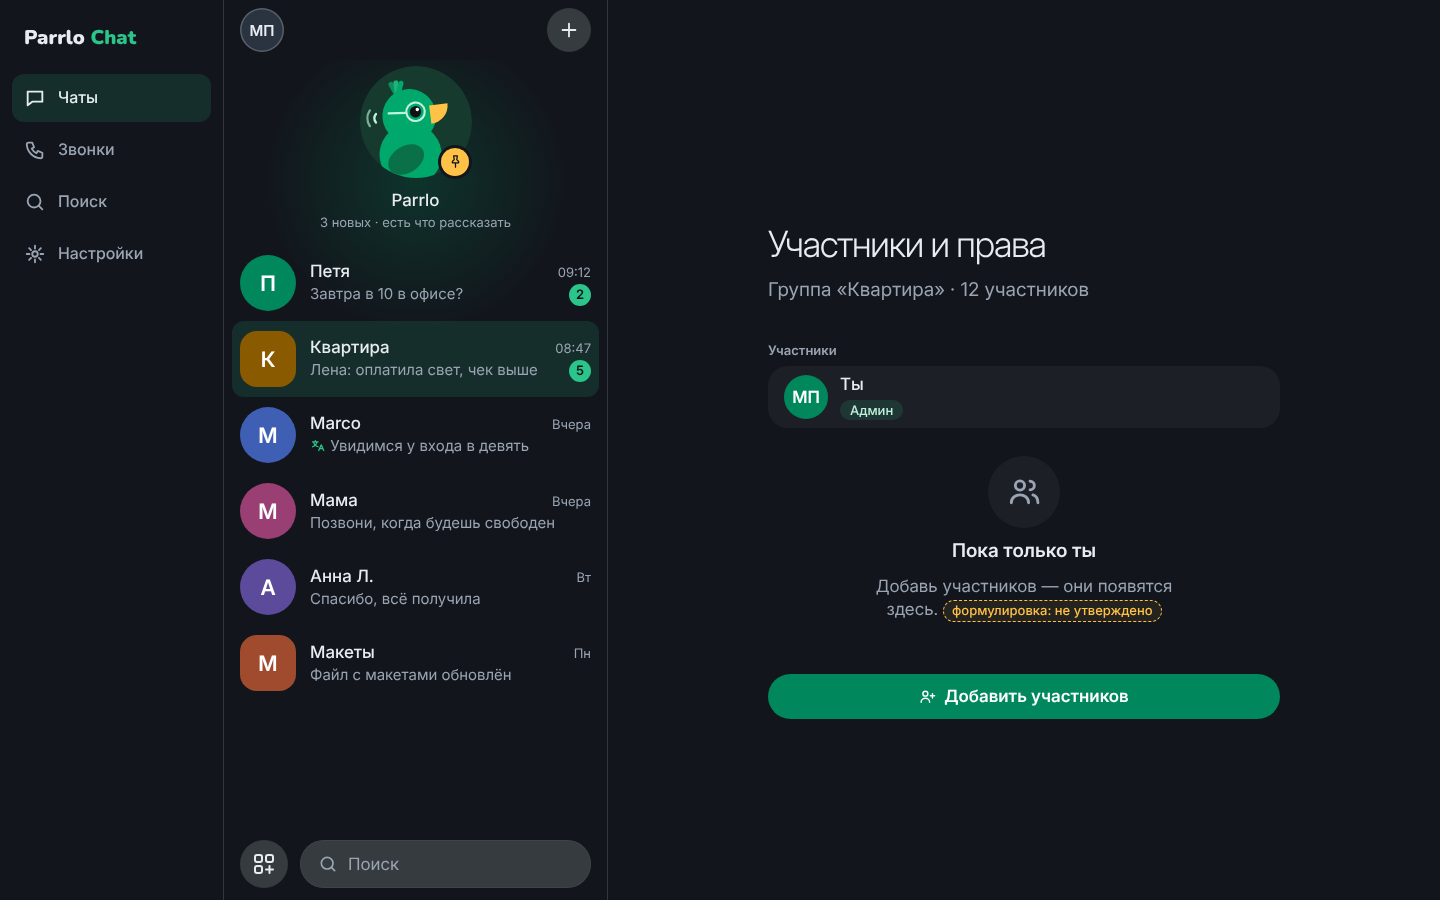 Parrlo Chat
Чаты
Звонки
Поиск
Настройки
МП
Parrlo
3 новых · есть что рассказать
П
Петя
09:12
Завтра в 10 в офисе?
2
К
Квартира
08:47
Лена: оплатила свет, чек выше
5
М
Marco
Вчера
Увидимся у входа в девять
М
Мама
Вчера
Позвони, когда будешь свободен
А
Анна Л.
Вт
Спасибо, всё получила
М
Макеты
Пн
Файл с макетами обновлён
Поиск
Участники и права
Группа «Квартира» · 12 участников
Участники
МП
Ты
Админ
Пока только ты
Добавь участников — они появятся
здесь. формулировка: не утверждено
Добавить участников